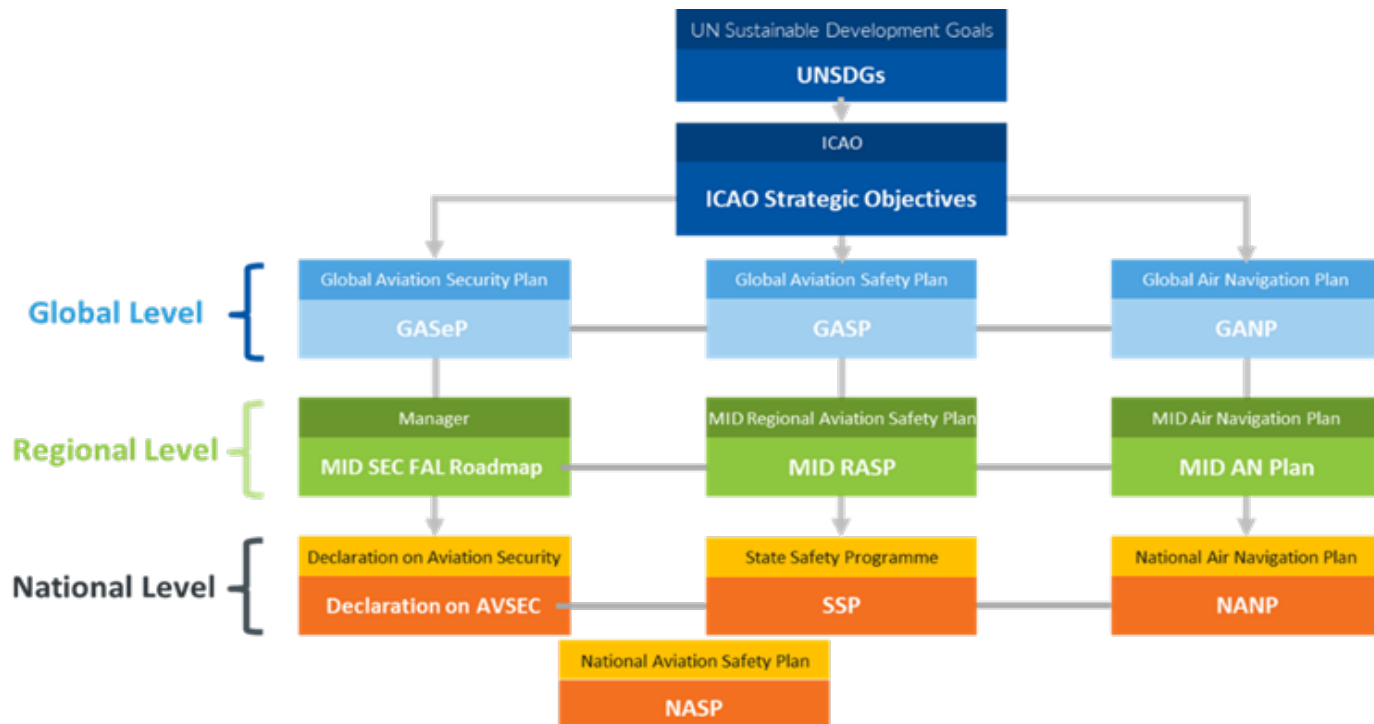 UN Sustainable Development Goals
UNSDGs
ICAO
ICAO Strategic Objectives
Global Level
Global Aviation Security Plan
GASeP
Global Aviation Safety Plan
GASP
Global Air Navigation Plan
GANP
Regional Level
Manager
MID SEC FAL Roadmap
MID Regional Aviation Safety Plan
MID RASP
MID Air Navigation Plan
MID AN Plan
National Level
Declaration on Aviation Security
Declaration on AVSEC
State Safety Programme
SSP
National Air Navigation Plan
NANP
National Aviation Safety Plan
NASP